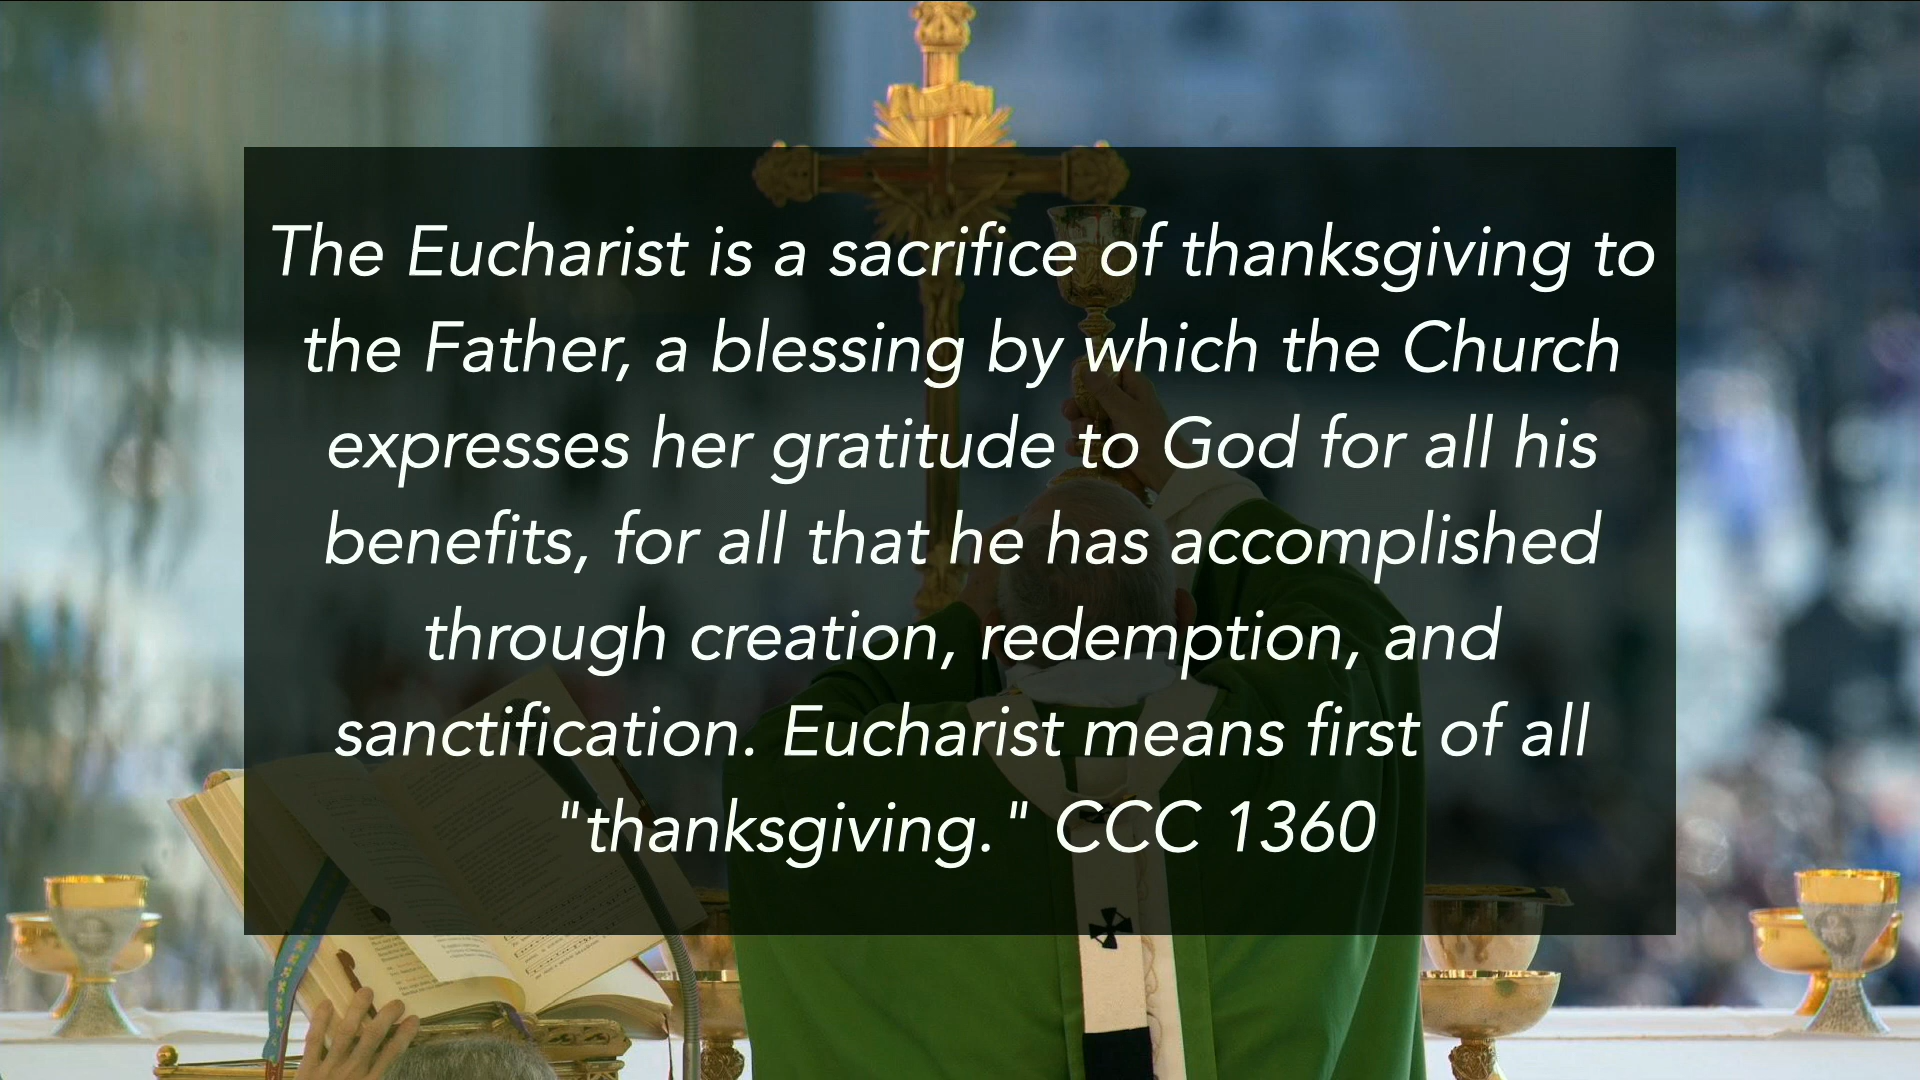 The Eucharist is a sacrifice of thanksgiving to
the Father, a blessing by which the Church
expresses her gratitude to God for all his
benefits, for all that he has accomplished
through creation, redemption, and
sanctification. Eucharist means first of all
"thanksgiving." CCC 1360